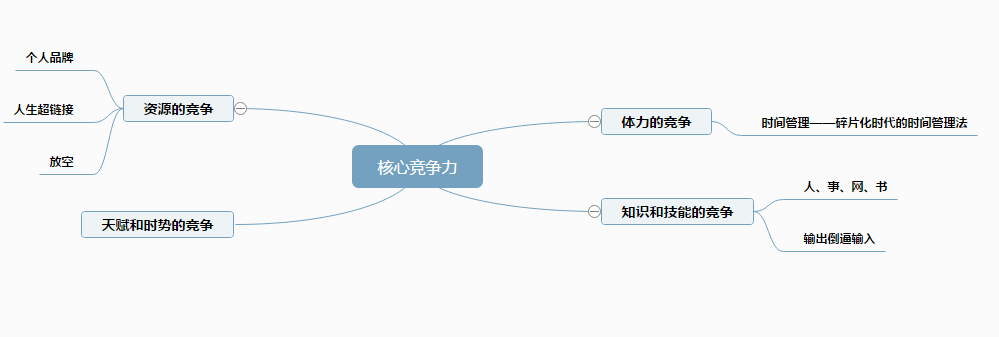 核心竞争力
体力的竞争
时间管理——碎片化时代的时间管理法
知识和技能的竞争
人、事、网、书
输出倒逼输入
资源的竞争
个人品牌
人生超链接
放空
天赋和时势的竞争